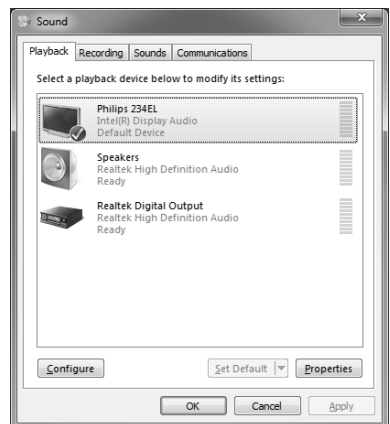 Sound
Playback Recording Sounds Communications
Select a playback device below to modify its settings:
Philips 234EL
Intel(R) Display Audio
Default Device
Speakers
Realtek High Definition Audio
Ready
Realtek Digital Output
Realtek High Definition Audio
Ready
Configure Set Default Properties
OK Cancel Apply